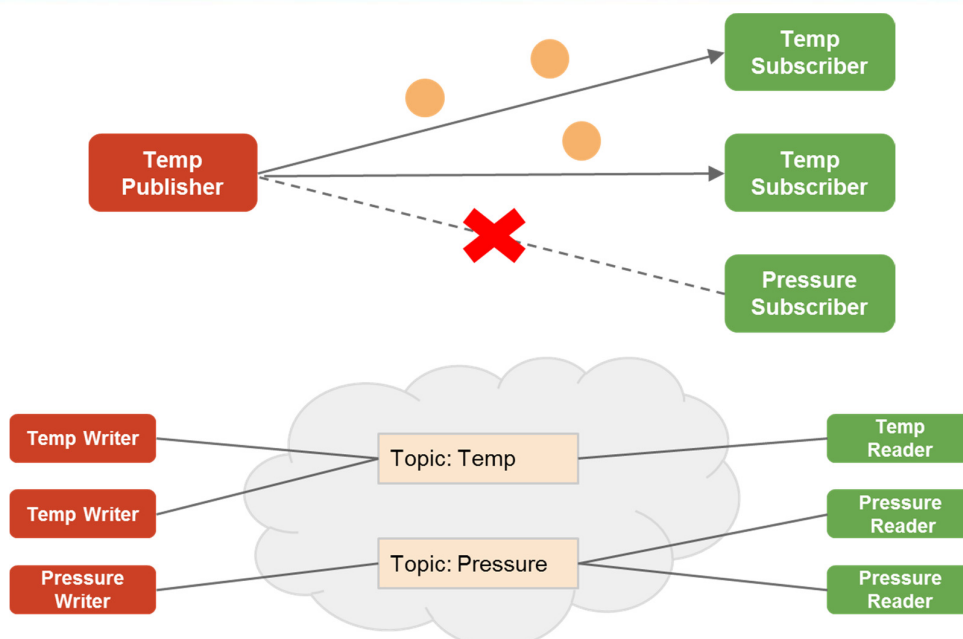 Temp
Subscriber
Temp
Publisher
Temp
Subscriber
Pressure
Subscriber
Temp Writer
Topic: Temp
Temp
Reader
Temp Writer
Pressure
Reader
Pressure
Writer
Topic: Pressure
Pressure
Reader